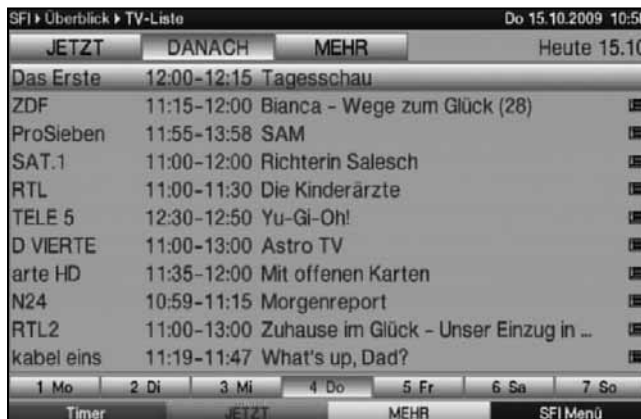 SFI Überblick TV-Liste Do 15.10.2009 10:5
JETZT DANACH MEHR Heute 15.10
Das Erste 12:00-12:15 Tagesschau
ZDF 11:15-12:00 Bianca - Wege zum Glück (28)
ProSieben 11:55-13:58 SAM
SAT.1 11:00-12:00 Richterin Salesch
RTL 11:00-11:30 Die Kinderärzte
TELE 5 12:30-12:50 Yu-Gi-Oh!
D VIERTE 11:00-13:00 Astro TV
arte HD 11:35-12:00 Mit offenen Karten
N24 10:59-11:15 Morgenreport
RTL2 11:00-13:00 Zuhause im Glück - Unser Einzug in ...
kabel eins 11:19-11:47 What's up, Dad?
1 Mo 2 Di 3 Mi 4 Do 5 Fr 6 Sa 7 So
Timer JETZT MEHR SFI Menü